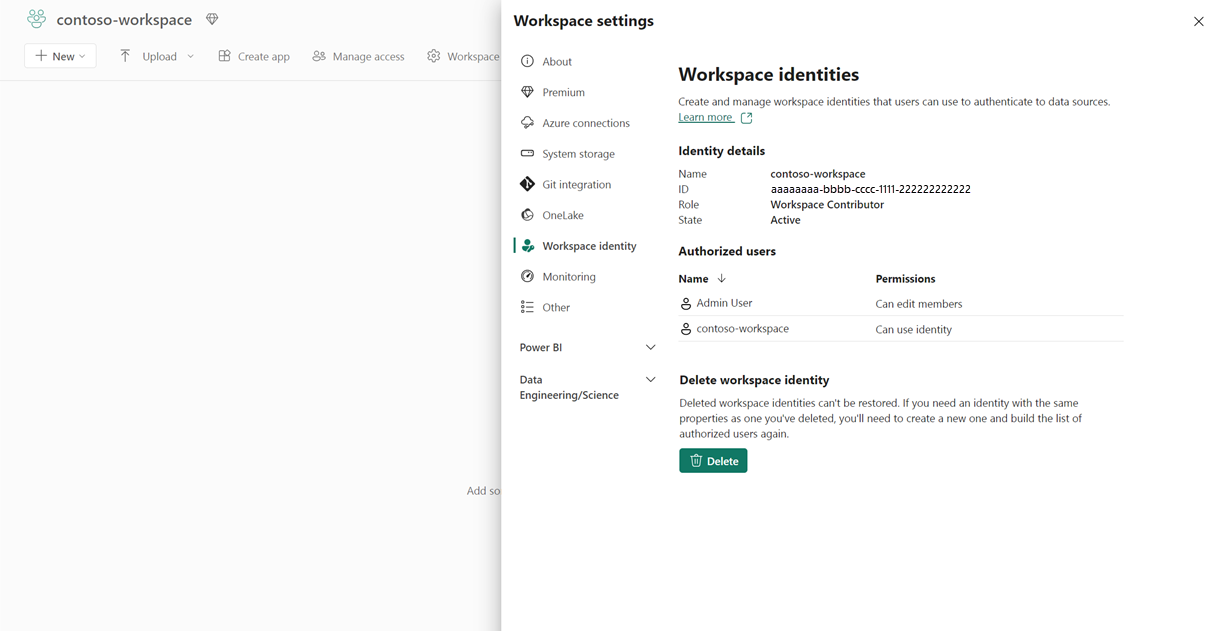 contoso-workspace
New
Upload
Create app
Manage access
Workspace
Add so
Workspace settings
About
Premium
Azure connections
System storage
Git integration
OneLake
Workspace identity
Monitoring
Other
Power BI
Data
Engineering/Science
Workspace identities
Create and manage workspace identities that users can use to authenticate to data sources.
Learn more
Identity details
Name contoso-workspace
ID aaaaaaaa-bbbb-cccc-1111-222222222222
Role Workspace Contributor
State Active
Authorized users
Name Permissions
Admin User Can edit members
contoso-workspace Can use identity
Delete workspace identity
Deleted workspace identities can't be restored. If you need an identity with the same
properties as one you've deleted, you'll need to create a new one and build the list of
authorized users again.
Delete